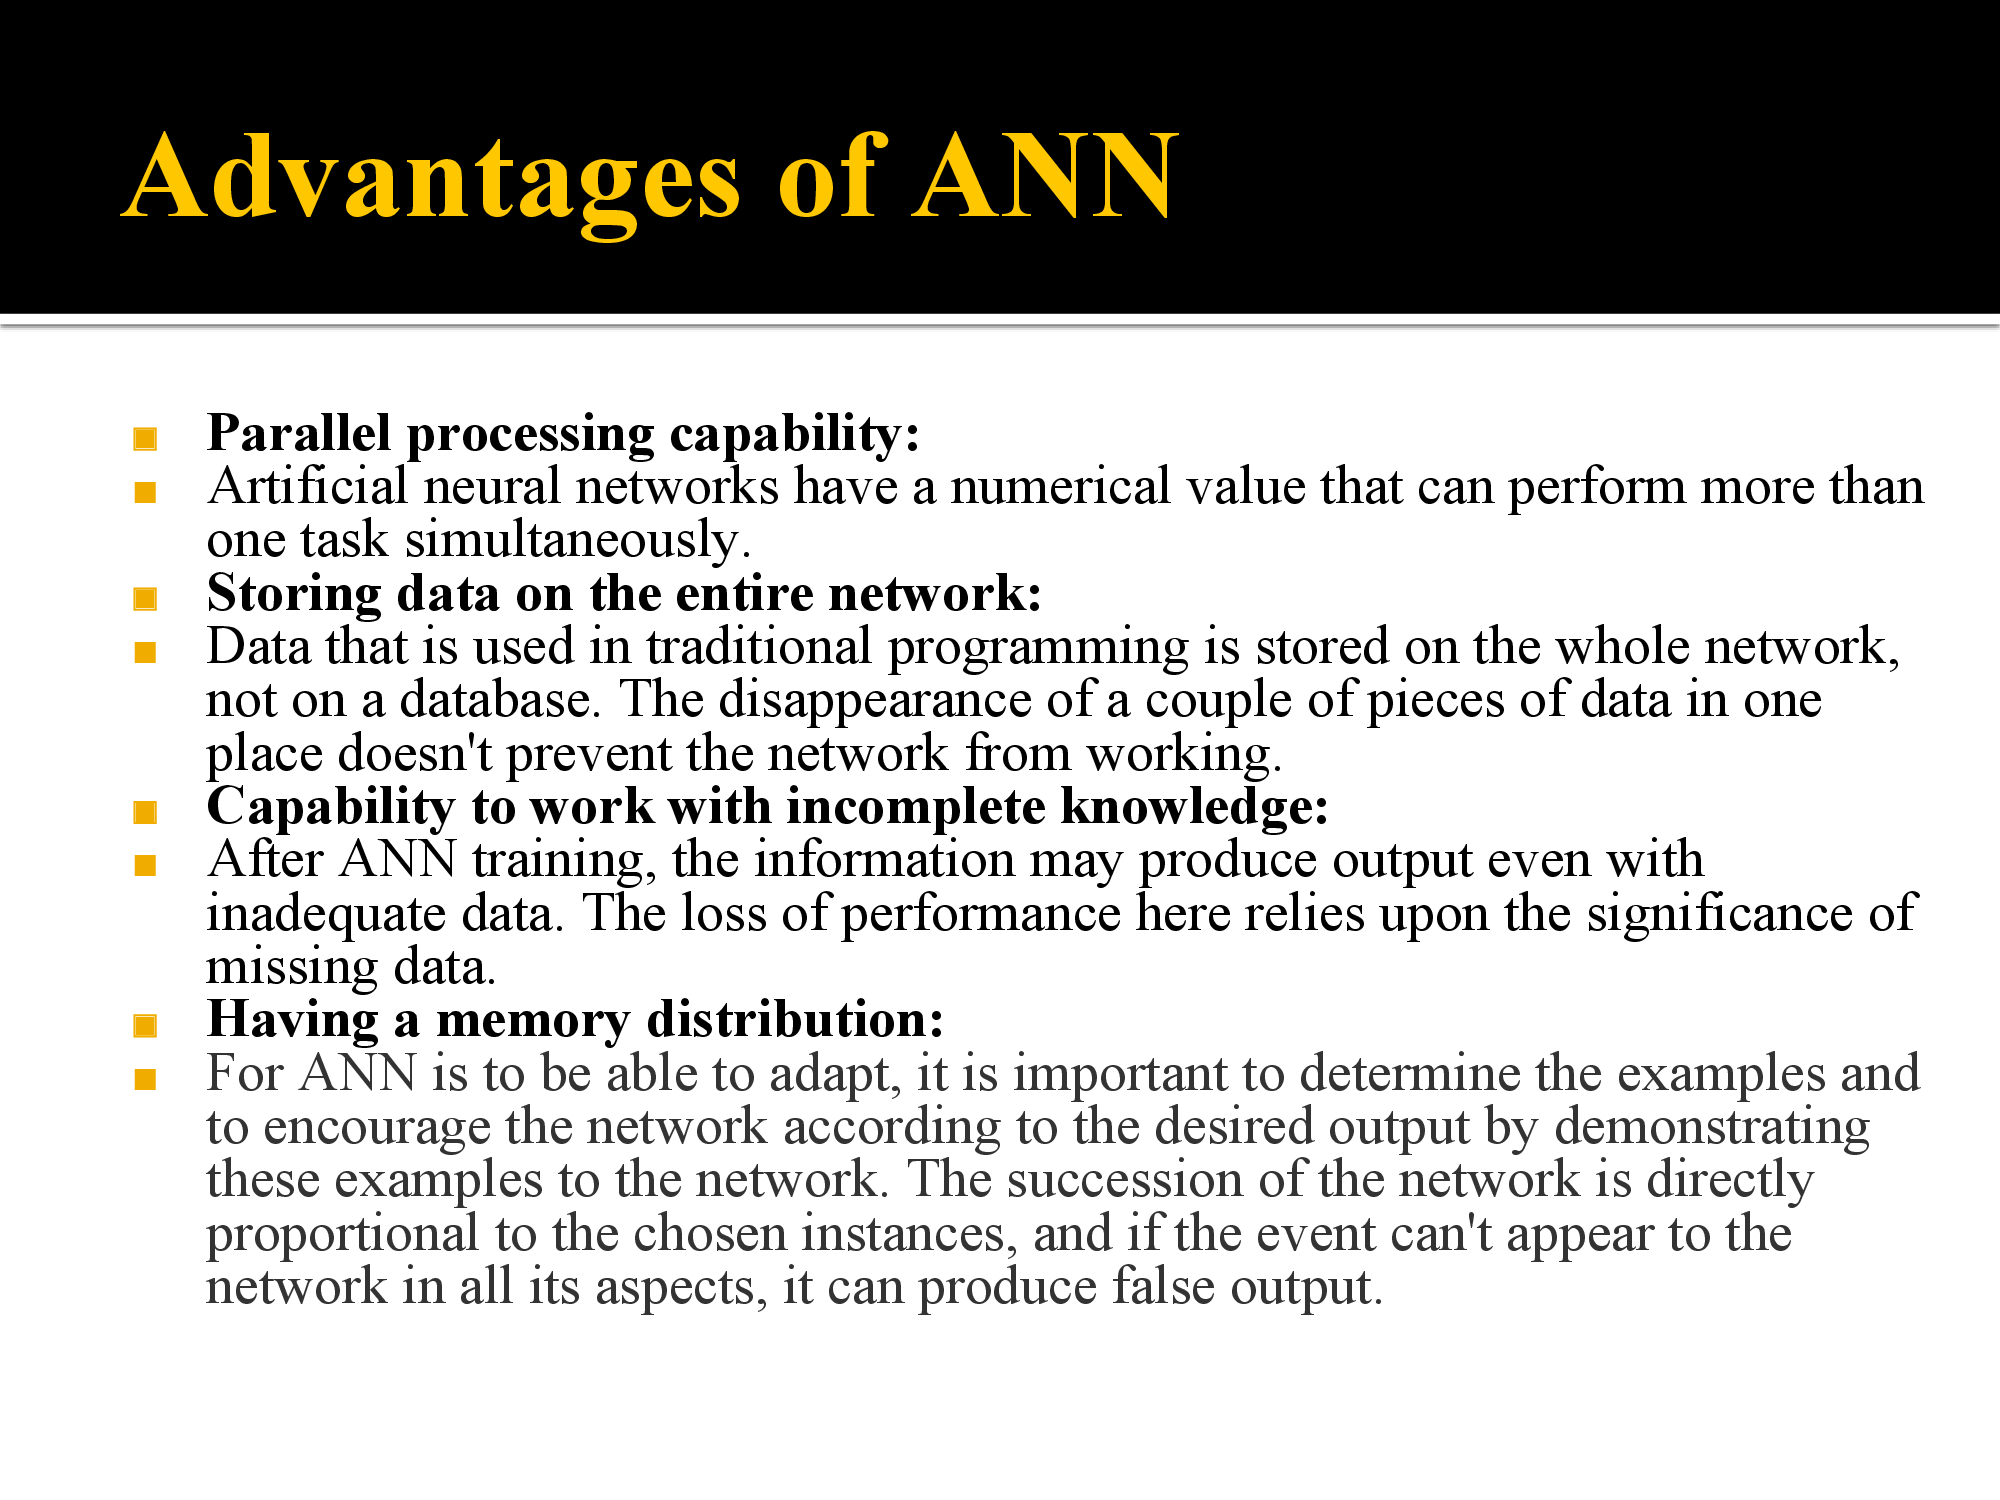 Advantages of ANN
Parallel processing capability:
Artificial neural networks have a numerical value that can perform more than
one task simultaneously.
Storing data on the entire network:
Data that is used in traditional programming is stored on the whole network,
not on a database. The disappearance of a couple of pieces of data in one
place doesn't prevent the network from working.
Capability to work with incomplete knowledge:
After ANN training, the information may produce output even with
inadequate data. The loss of performance here relies upon the significance of
missing data.
Having a memory distribution:
For ANN is to be able to adapt, it is important to determine the examples and
to encourage the network according to the desired output by demonstrating
these examples to the network. The succession of the network is directly
proportional to the chosen instances, and if the event can't appear to the
network in all its aspects, it can produce false output.